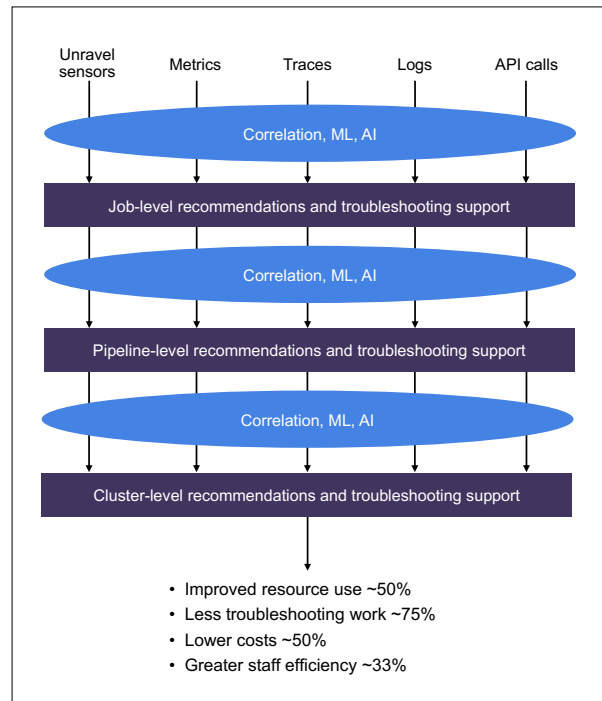 Unravel
sensors
Metrics
Traces
Logs
API calls
Correlation, ML, AI
Job-level recommendations and troubleshooting support
Correlation, ML, AI
Pipeline-level recommendations and troubleshooting support
Correlation, ML, AI
Cluster-level recommendations and troubleshooting support
• Improved resource use ~50%
• Less troubleshooting work ~75%
• Lower costs ~50%
• Greater staff efficiency ~33%